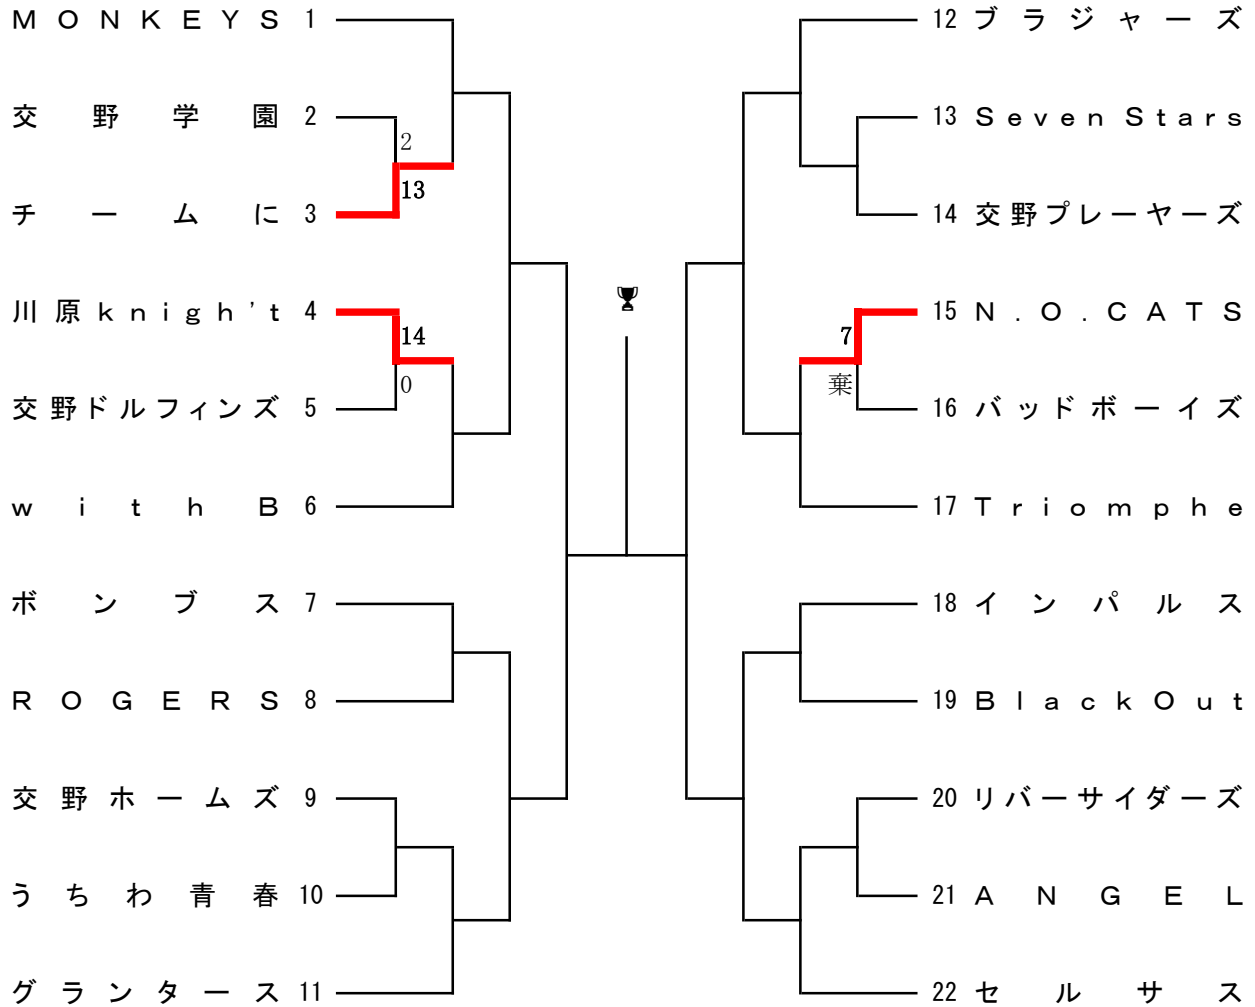 MONKEYS 1
交野学園 2
2
13
チームに 3
川原knigh't 4
14
0
交野ドルフィンズ 5
with B 6
ボンブス 7
ROGERS 8
交野ホームズ 9
うちわ青春 10
グランタース 11
12 ブラジャーズ
13 Seven Stars
14 交野プレーヤーズ
15 N.O.CATS
7
棄
16 バッドボーイズ
17 Triomphe
18 インパルス
19 BlackOut
20 リバーサイダーズ
21 ANGEL
22 セルサス